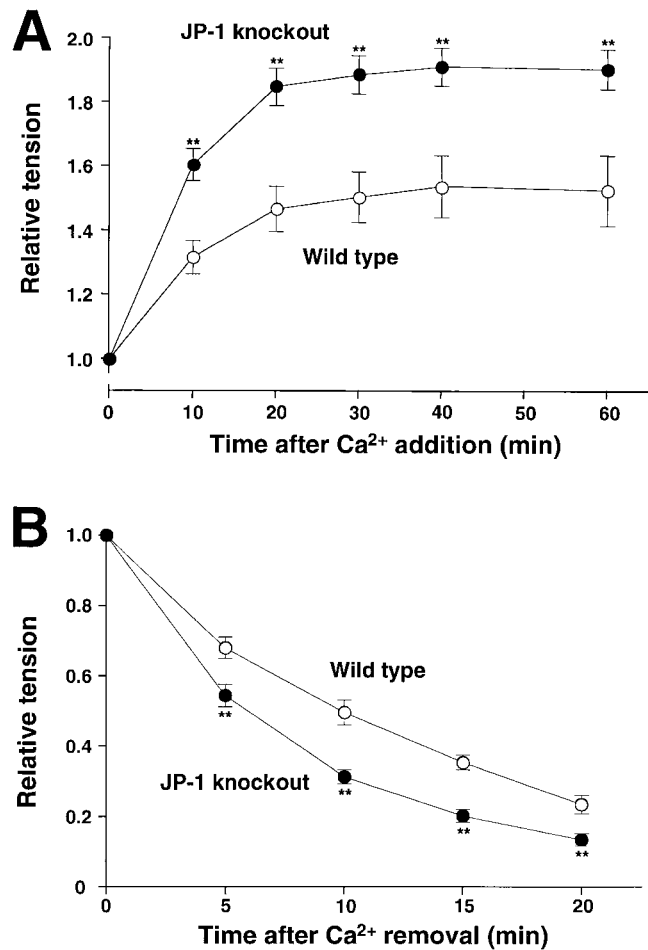 A
JP-1 knockout
2.0
** ** ** ** **
1.8
1.6
1.4
1.2
1.0
Relative tension
Wild type
0 10 20 30 40 50 60
Time after Ca²⁺ addition (min)
B
1.0
0.8
0.6
0.4
0.2
0
Relative tension
Wild type
JP-1 knockout
** ** ** **
0 5 10 15 20
Time after Ca²⁺ removal (min)